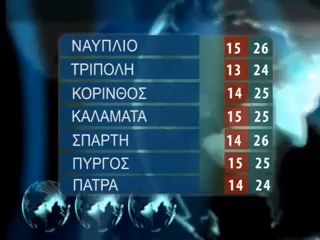 ΝΑΥΠΛΙΟ 15 26
ΤΡΙΠΟΛΗ 13 24
ΚΟΡΙΝΘΟΣ 14 25
ΚΑΛΑΜΑΤΑ 15 25
ΣΠΑΡΤΗ 14 26
ΠΥΡΓΟΣ 15 25
ΠΑΤΡΑ 14 24